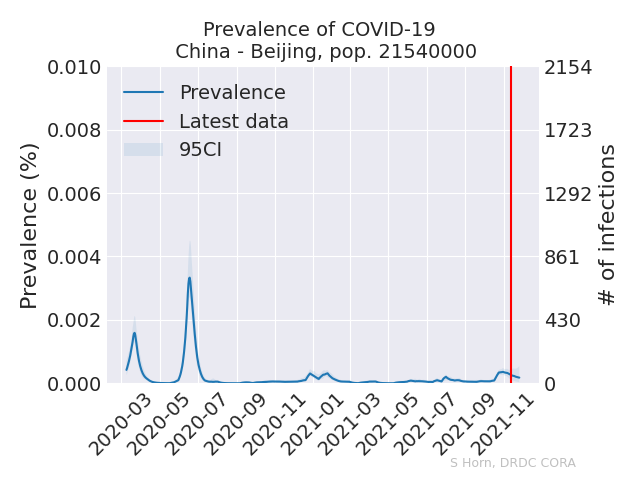 Prevalence of COVID-19
China - Beijing, pop. 21540000
Prevalence
Latest data
95CI
Prevalence (%)
0.010
0.008
0.006
0.004
0.002
0.000
2154
1723
1292
861
430
0
# of infections
2020-03
2020-05
2020-07
2020-09
2020-11
2021-01
2021-03
2021-05
2021-07
2021-09
2021-11
S Horn, DRDC CORA